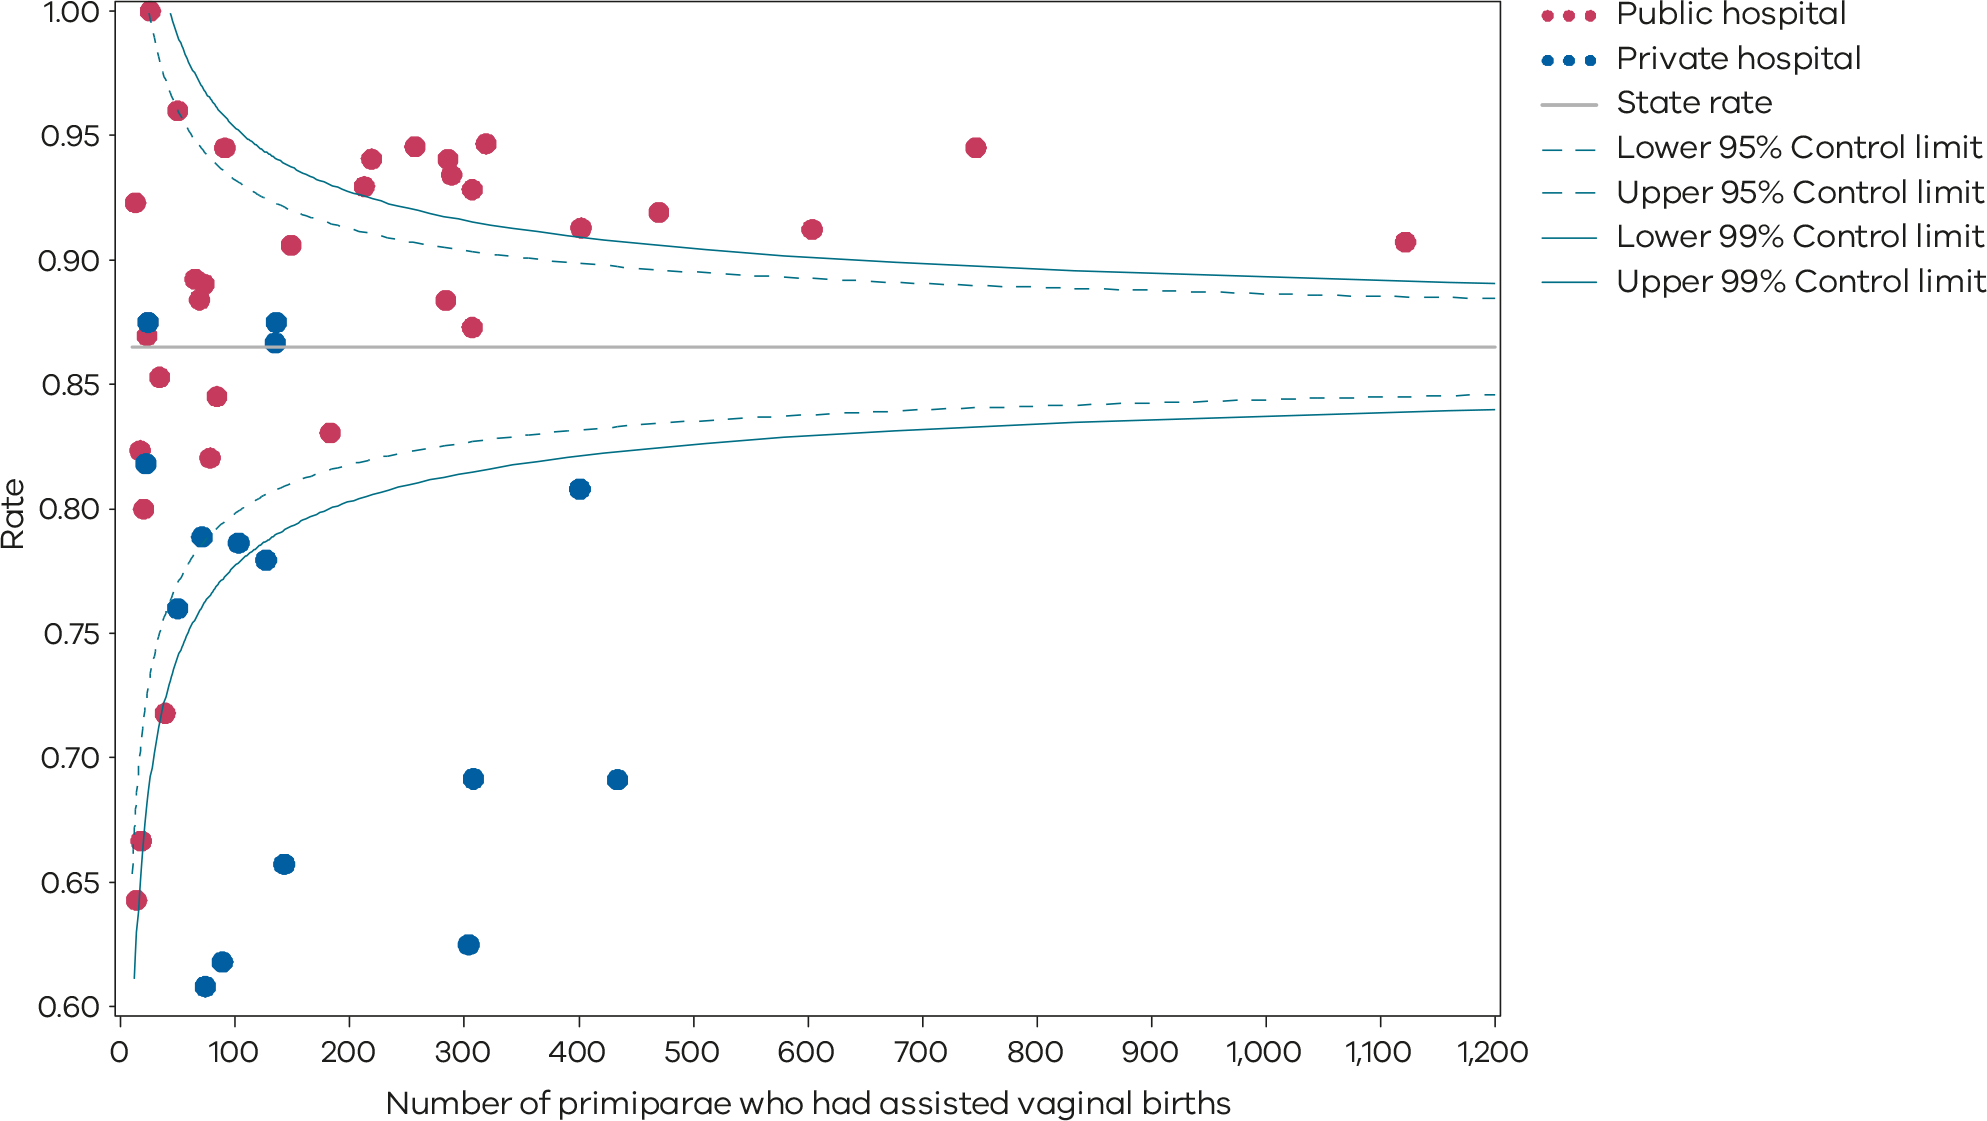 1.00
0.95
0.90
0.85
0.80
0.75
0.70
0.65
0.60
Rate
0 100 200 300 400 500 600 700 800 900 1,000 1,100 1,200
Number of primiparae who had assisted vaginal births
Public hospital
Private hospital
State rate
Lower 95% Control limit
Upper 95% Control limit
Lower 99% Control limit
Upper 99% Control limit